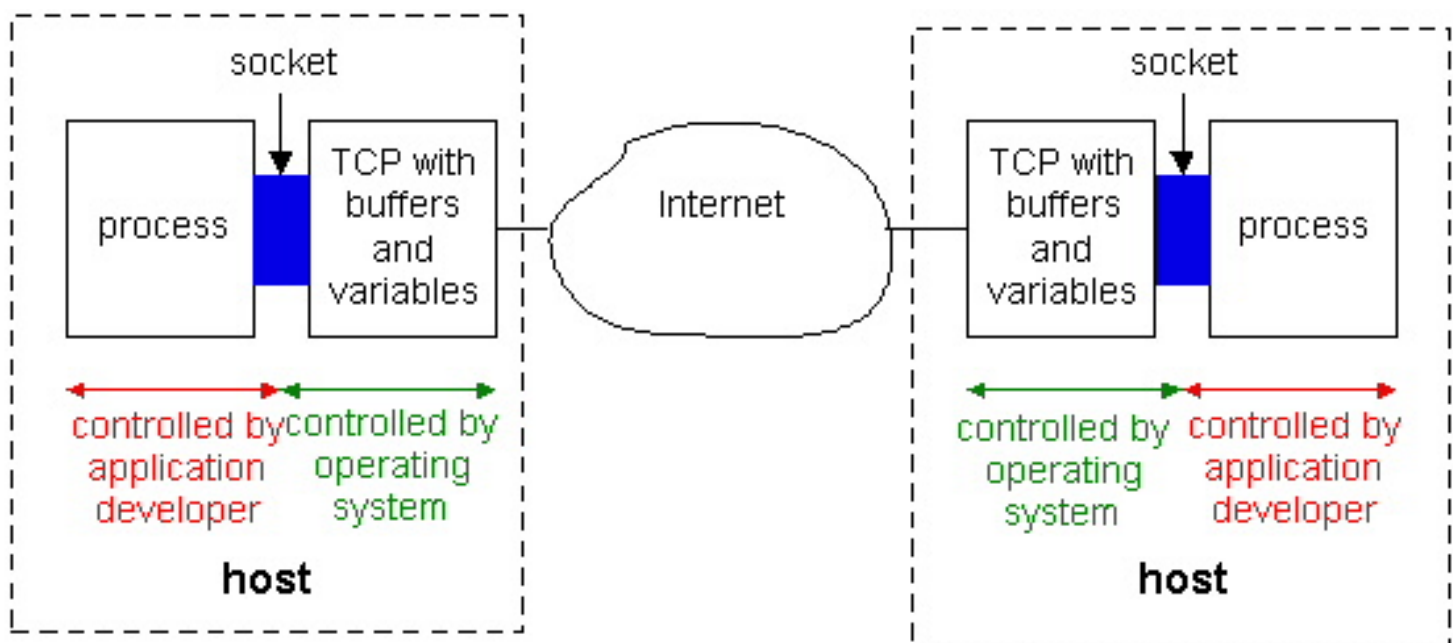 socket
process
TCP with
buffers
and
variables
controlled by
application
developer
controlled by
operating
system
host
Internet
socket
TCP with
buffers
and
variables
process
controlled by
operating
system
controlled by
application
developer
host